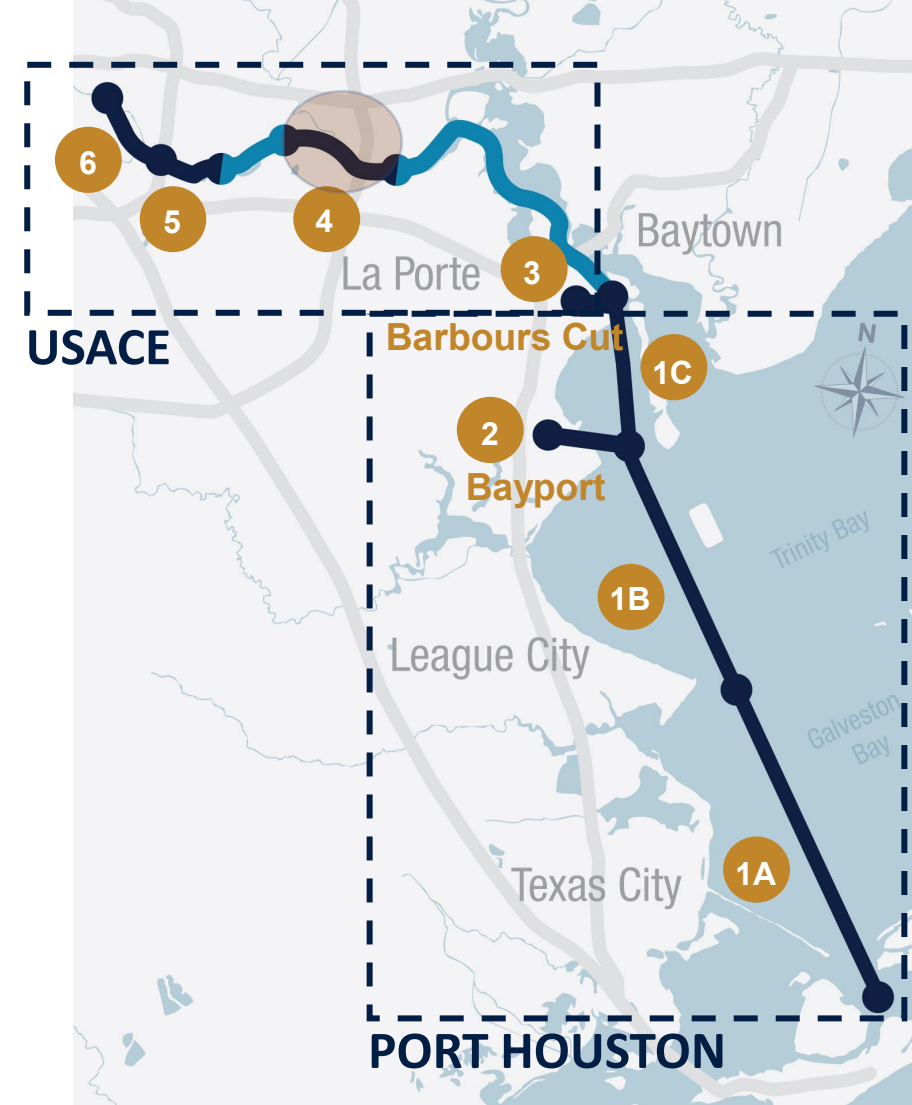 6
5
4
3
Baytown
La Porte
Barbours Cut
USACE
N
1C
2
Bayport
Trinity Bay
1B
League City
Galveston
Bay
1A
Texas City
PORT HOUSTON